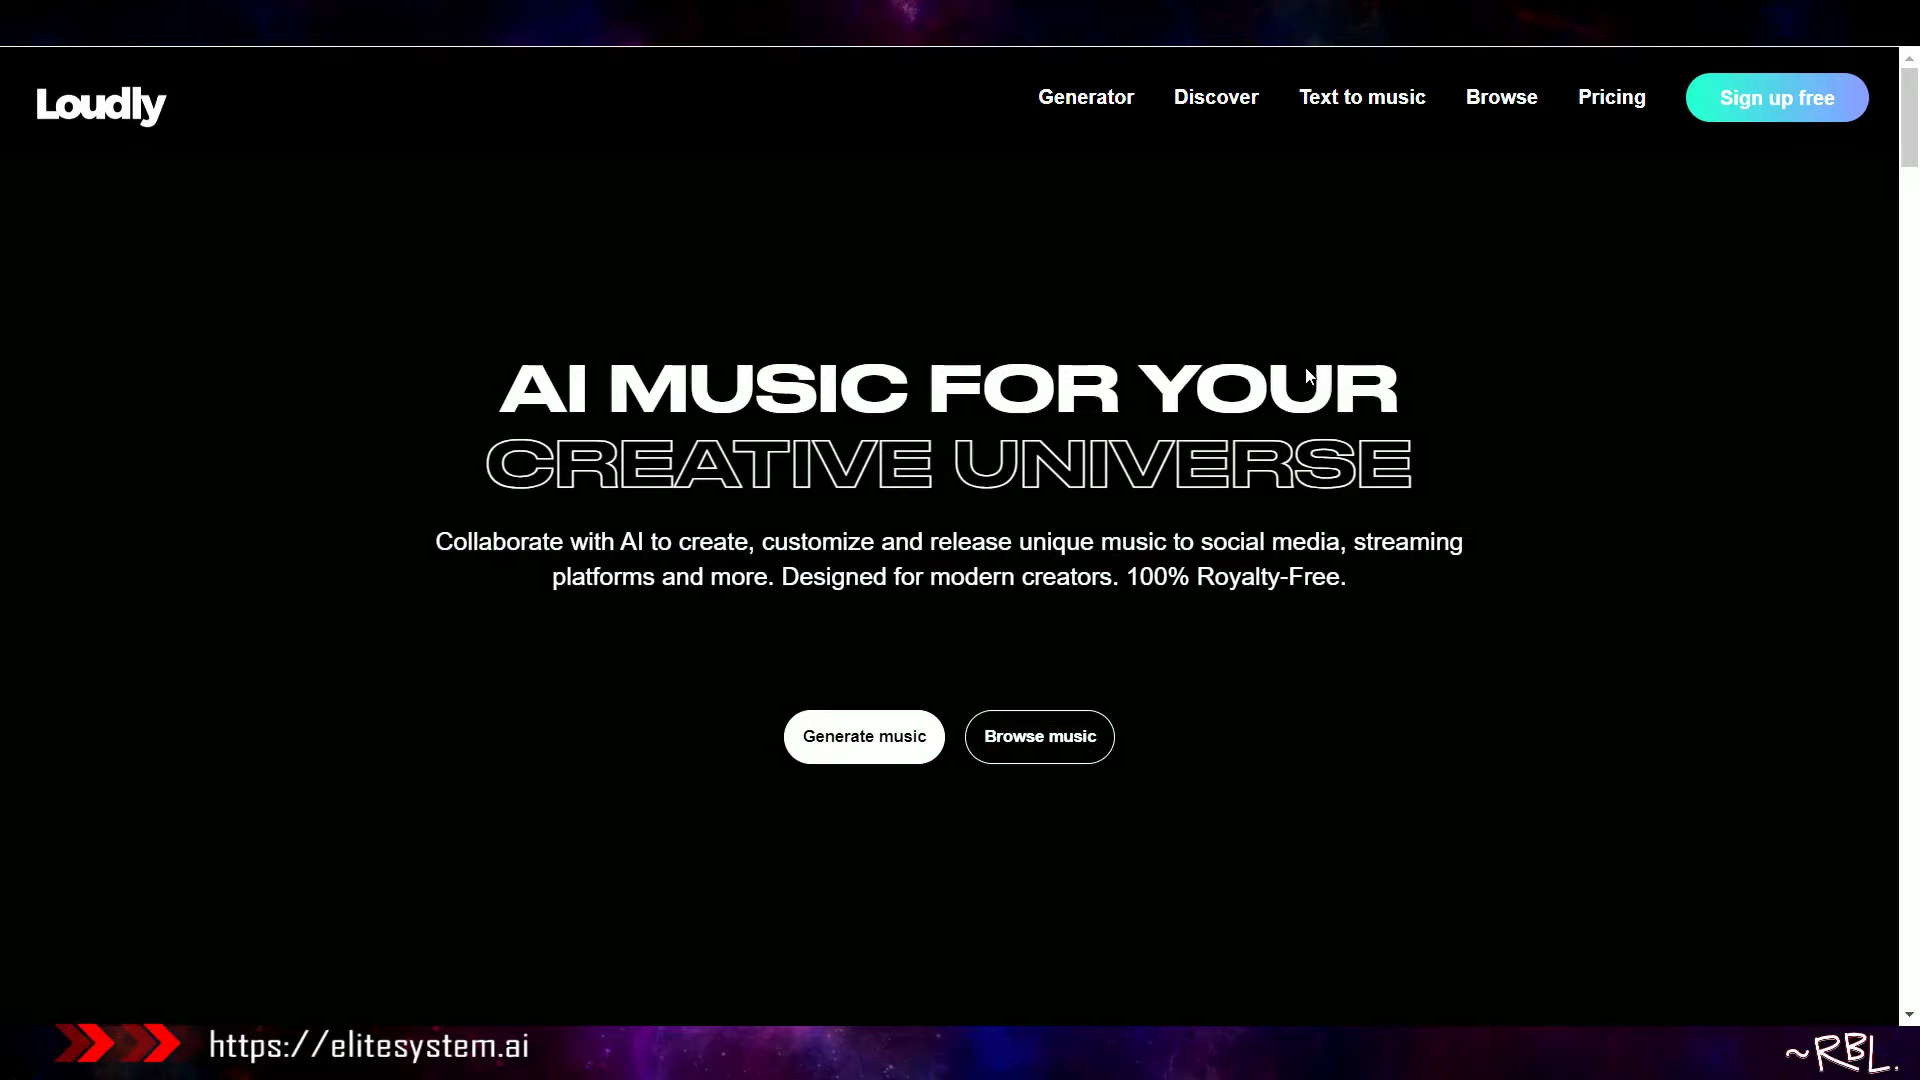 Loudly
Generator Discover Text to music Browse Pricing Sign up free
AI MUSIC FOR YOUR
CREATIVE UNIVERSE
Collaborate with AI to create, customize and release unique music to social media, streaming
platforms and more. Designed for modern creators. 100% Royalty-Free.
Generate music Browse music
https://elitesystem.ai
~RBL.